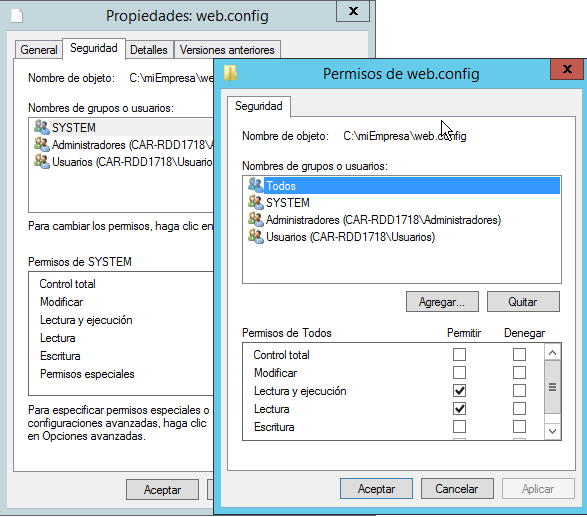 Propiedades: web.config
x
General
Seguridad
Detalles
Versiones anteriores
Nombre de objeto: C:\miEmpresa\we
Nombres de grupos o usuarios:
SYSTEM
Administradores (CAR-RDD1718\A
Usuarios (CAR-RDD1718\Usuarios)
Para cambiar los permisos, haga clic en
Permisos de SYSTEM
Control total
Modificar
Lectura y ejecución
Lectura
Escritura
Permisos especiales
Para especificar permisos especiales o
configuraciones avanzadas, haga clic
en Opciones avanzadas.
Aceptar
Permisos de web.config
x
Seguridad
Nombre de objeto: C:\miEmpresa\web.config
Nombres de grupos o usuarios:
Todos
SYSTEM
Administradores (CAR-RDD1718\Administradores)
Usuarios (CAR-RDD1718\Usuarios)
Agregar... Quitar
Permisos de Todos Permitir Denegar
Control total
Modificar
Lectura y ejecución
Lectura
Escritura
Aceptar Cancelar Aplicar